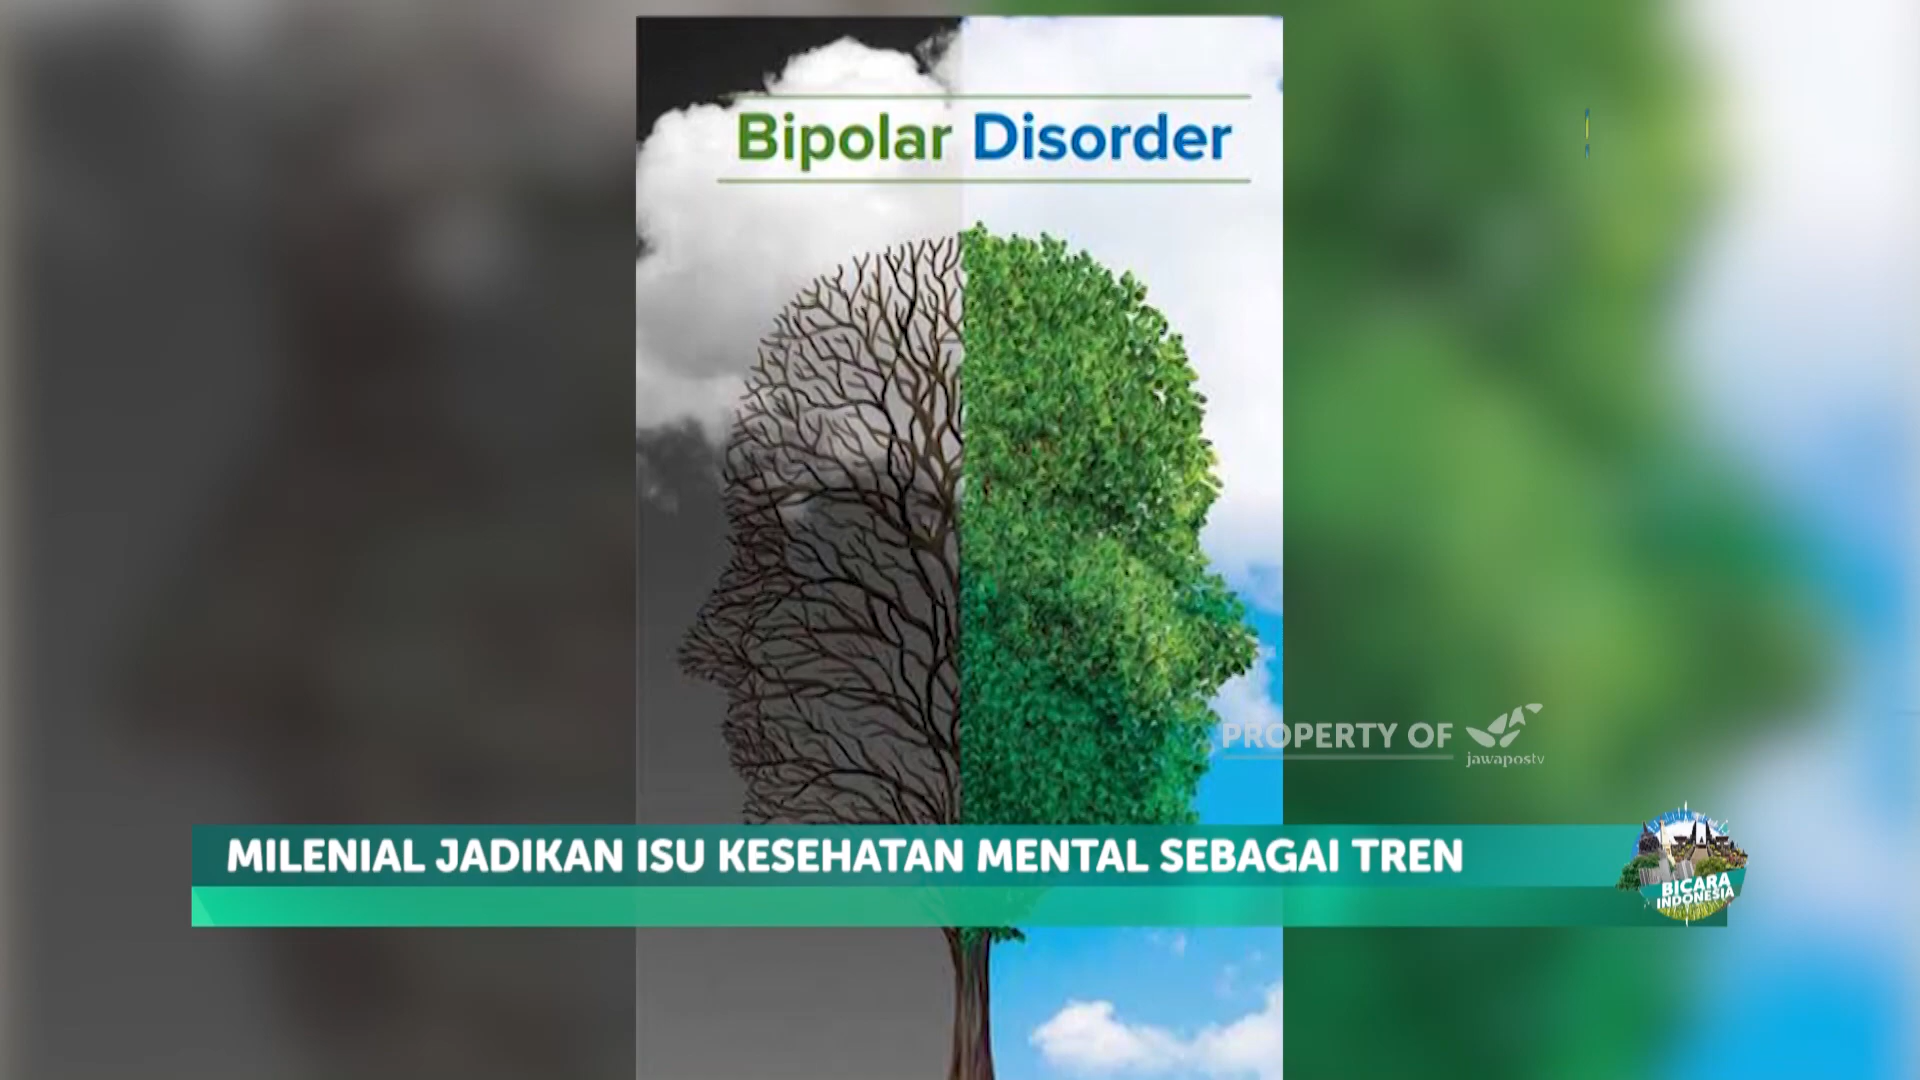 Bipolar Disorder
PROPERTY OF
jawapostv
MILENIAL JADIKAN ISU KESEHATAN MENTAL SEBAGAI TREN
BICARA
INDONESIA